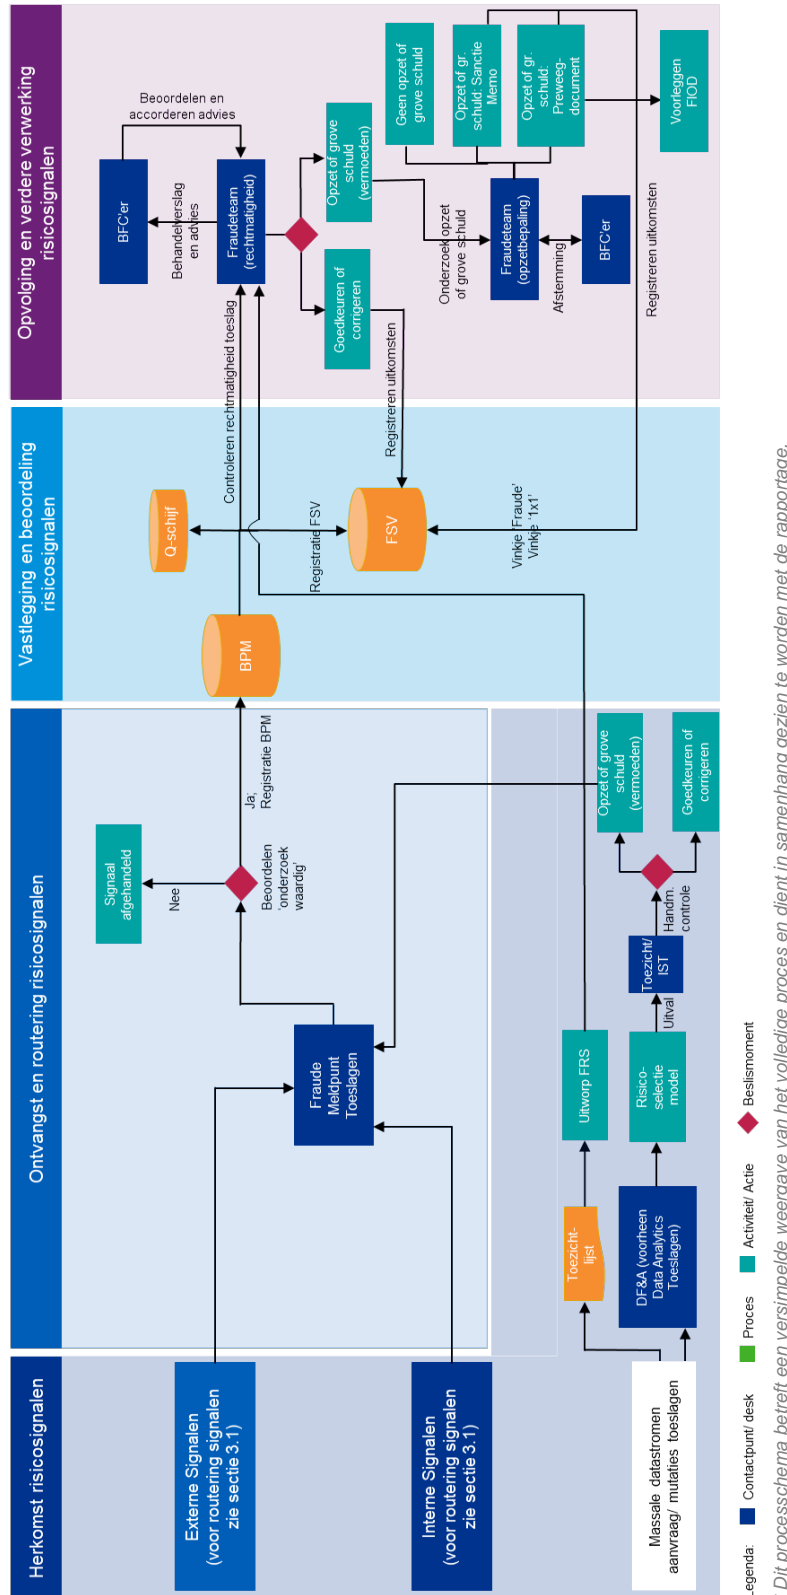 Herkomst risicosignalen
Externe Signalen
(voor routering signalen
zie sectie 3.1)
Interne Signalen
(voor routering signalen
zie sectie 3.1)
Massale datastromen
aanvraag/ mutaties toeslagen
Ontvangst en routering risicosignalen
Signaal
afgehandeld
Nee
Ja;
Registratie BPM
Beoordelen
'onderzoek
waardig'
Fraude
Meldpunt
Toeslagen
Toezicht-
lijst
Uitworp FRS
DF&A (voorheen
Data Analytics
Toeslagen)
Risico-
selectie
model
Uitval
Toezicht/
IST
Handm.
controle
Opzet of grove
schuld
(vermoeden)
Goedkeuren of
corrigeren
Vastlegging en beoordeling
risicosignalen
Q-schijf
BPM
Registratie FSV
FSV
Controleren rechtmatigheid toeslag
Registreren uitkomsten
Vinkje 'Fraude'
Vinkje '1x1'
Opvolging en verdere verwerking
risicosignalen
BFC'er
Beoordelen en
accorderen advies
Behandelverslag
en advies
Fraudeteam
(rechtmatigheid)
Opzet of grove
schuld
(vermoeden)
Goedkeuren of
corrigeren
Onderzoek opzet
of grove schuld
Geen opzet of
grove schuld
Opzet of gr.
schuld: Sanctie
Memo
Opzet of gr.
schuld:
Preweeg-
document
Fraudeteam
(opzetbepaling)
Afstemming
BFC'er
Registreren uitkomsten
Voorleggen
FIOD
Legenda:
Contactpunt/ desk
Proces
Activiteit/ Actie
Beslismoment
Dit processchema betreft een versimpelde weergave van het volledige proces en dient in samenhang gezien te worden met de rapportage.